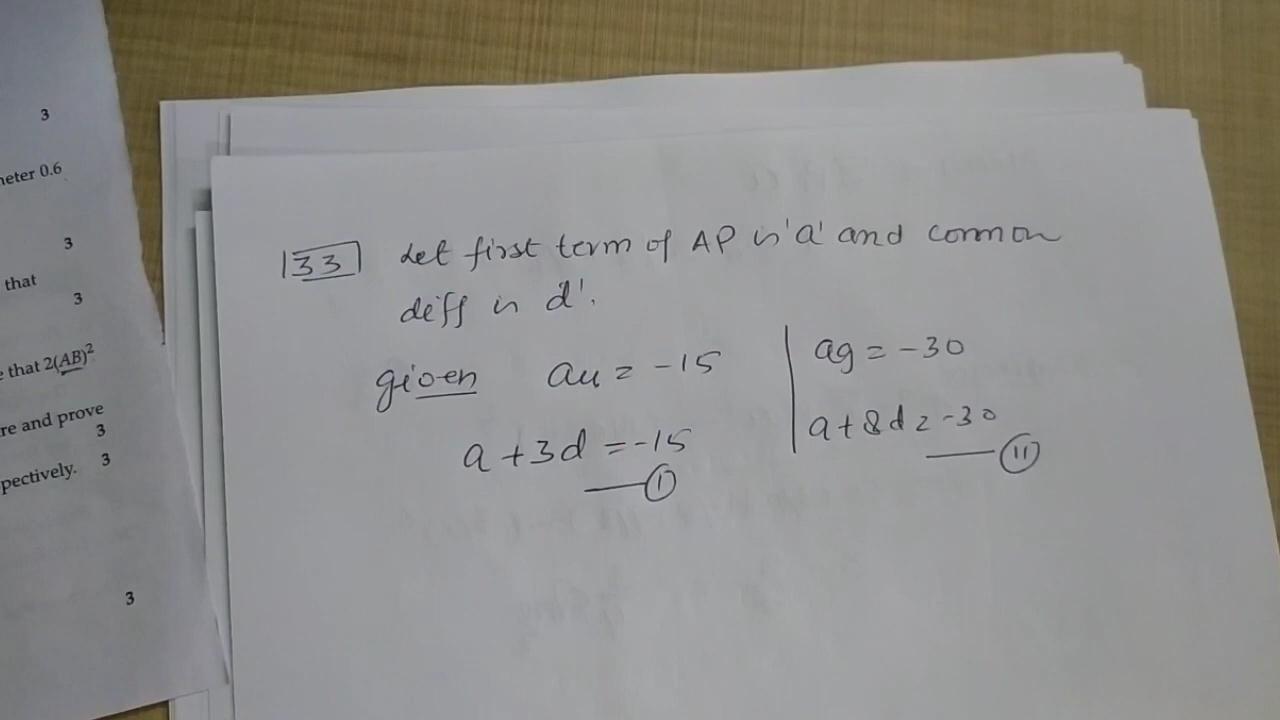 3
neter 0.6
3
that
3
that 2(AB)²
re and prove
3
pectively. 3
3
33 Let first term of AP is 'a' and common
diff is d'.
given a4 = -15
a + 3d = -15
— (I)
a9 = -30
a + 8d = -30
— (II)